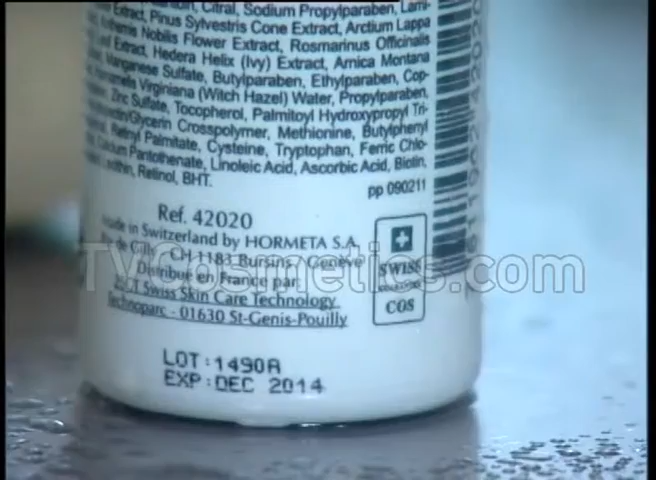 Citral, Sodium Propylparaben,
Extract, Pinus Sylvestris Cone Extract, Arctium Lappa
Nobilis Flower Extract, Rosmarinus Officinalis
Extract, Hedera Helix (Ivy) Extract, Arnica Montana
Manganese Sulfate, Butylparaben, Ethylparaben, Cop-
Virginiana (Witch Hazel) Water, Propylparaben,
Zinc Sulfate, Tocopherol, Palmitoyl Hydroxypropyl Tri-
Glycerin Crosspolymer, Methionine, Butylphenyl
Retinyl Palmitate, Cysteine, Tryptophan, Ferric Chlo-
Calcium Pantothenate, Linoleic Acid, Ascorbic Acid, Biotin,
Retinol, BHT.
pp 090211
Ref. 42020
Made in Switzerland by HORMETA S.A.
CH 1183 Bursins, Genève
Distribué en France par
Swiss Skin Care Technology
Technoparc - 01630 St-Genis-Pouilly
SWISS
COS
LOT : 1490A
EXP : DEC 2014
TVCosmetics.com